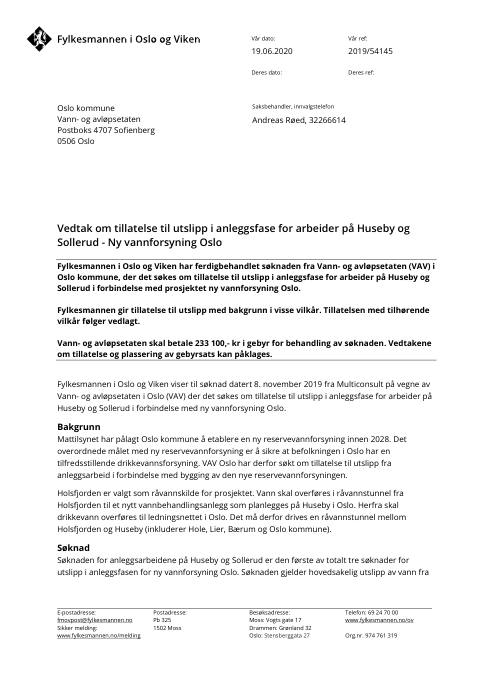 Fylkesmannen i Oslo og Viken
Vår dato:
Vår ref:
19.06.2020
2019/54145
Deres dato:
Deres ref:
Oslo kommune
Vann- og avløpsetaten
Postboks 4707 Sofienberg
0506 Oslo
Saksbehandler, innvalgstelefon
Andreas Røed, 32266614
Vedtak om tillatelse til utslipp i anleggsfase for arbeider på Huseby og
Sollerud - Ny vannforsyning Oslo
Fylkesmannen i Oslo og Viken har ferdigbehandlet søknaden fra Vann- og avløpsetaten (VAV) i
Oslo kommune, der det søkes om tillatelse til utslipp i anleggsfase for arbeider på Huseby og
Sollerud i forbindelse med prosjektet ny vannforsyning Oslo.
Fylkesmannen gir tillatelse til utslipp med bakgrunn i visse vilkår. Tillatelsen med tilhørende
vilkår følger vedlagt.
Vann- og avløpsetaten skal betale 233 100,- kr i gebyr for behandling av søknaden. Vedtakene
om tillatelse og plassering av gebyrsats kan påklages.
Fylkesmannen i Oslo og Viken viser til søknad datert 8. november 2019 fra Multiconsult på vegne av
Vann- og avløpsetaten i Oslo (VAV) der det søkes om tillatelse til utslipp i anleggsfase for arbeider på
Huseby og Sollerud i forbindelse med ny vannforsyning Oslo.
Bakgrunn
Mattilsynet har pålagt Oslo kommune å etablere en ny reservevannforsyning innen 2028. Det
overordnede målet med ny reservevannforsyning er å sikre at befolkningen i Oslo har en
tilfredsstillende drikkevannsforsyning. VAV Oslo har derfor søkt om tillatelse til utslipp fra
anleggsarbeid i forbindelse med bygging av den nye reservevannforsyningen.
Holsfjorden er valgt som råvannskilde for prosjektet. Vann skal overføres i råvannstunnel fra
Holsfjorden til et nytt vannbehandlingsanlegg som planlegges på Huseby i Oslo. Herfra skal
drikkevann overføres til ledningsnettet i Oslo. Det må derfor drives en råvannstunnel mellom
Holsfjorden og Huseby (inkluderer Hole, Lier, Bærum og Oslo kommune).
Søknad
Søknaden for anleggsarbeidene på Huseby og Sollerud er den første av totalt tre søknader for
utslipp i anleggsfasen for ny vannforsyning Oslo. Søknaden gjelder hovedsakelig utslipp av vann fra
E-postadresse:
fmovpost@fylkesmannen.no
Sikker melding:
www.fylkesmannen.no/melding
Postadresse:
Pb 325
1502 Moss
Besøksadresse:
Moss: Vogts gate 17
Drammen: Grønland 32
Oslo: Stensberggata 27
Telefon: 69 24 70 00
www.fylkesmannen.no/ov
Org.nr. 974 761 319